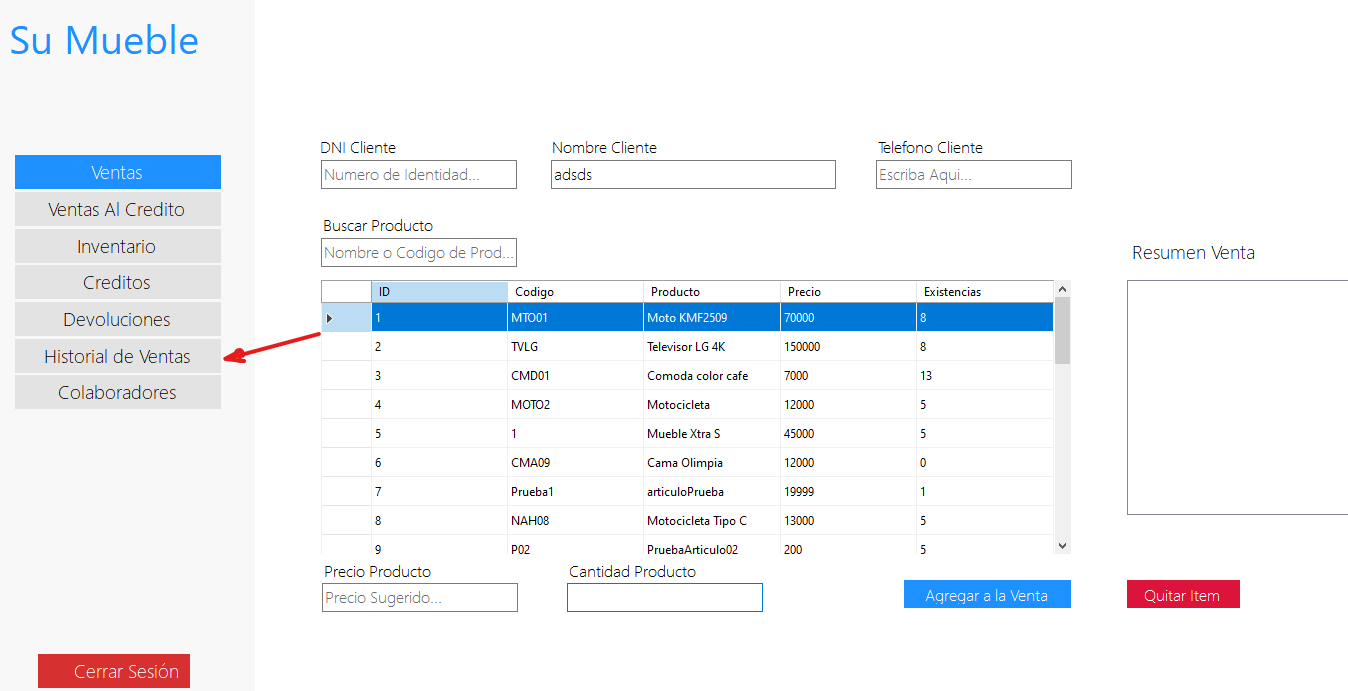 Su Mueble
Ventas
Ventas Al Credito
Inventario
Creditos
Devoluciones
Historial de Ventas
Colaboradores
Cerrar Sesión
DNI Cliente
Numero de Identidad...
Nombre Cliente
adsds
Telefono Cliente
Escriba Aqui...
Buscar Producto
Nombre o Codigo de Prod...
ID Codigo Producto Precio Existencias
1 MTO01 Moto KMF2509 70000 8
2 TVLG Televisor LG 4K 150000 8
3 CMD01 Comoda color cafe 7000 13
4 MOTO2 Motocicleta 12000 5
5 1 Mueble Xtra S 45000 5
6 CMA09 Cama Olimpia 12000 0
7 Prueba1 articuloPrueba 19999 1
8 NAH08 Motocicleta Tipo C 13000 5
9 P02 PruebaArticulo02 200 5
Precio Producto
Precio Sugerido...
Cantidad Producto
Agregar a la Venta
Resumen Venta
Quitar Item